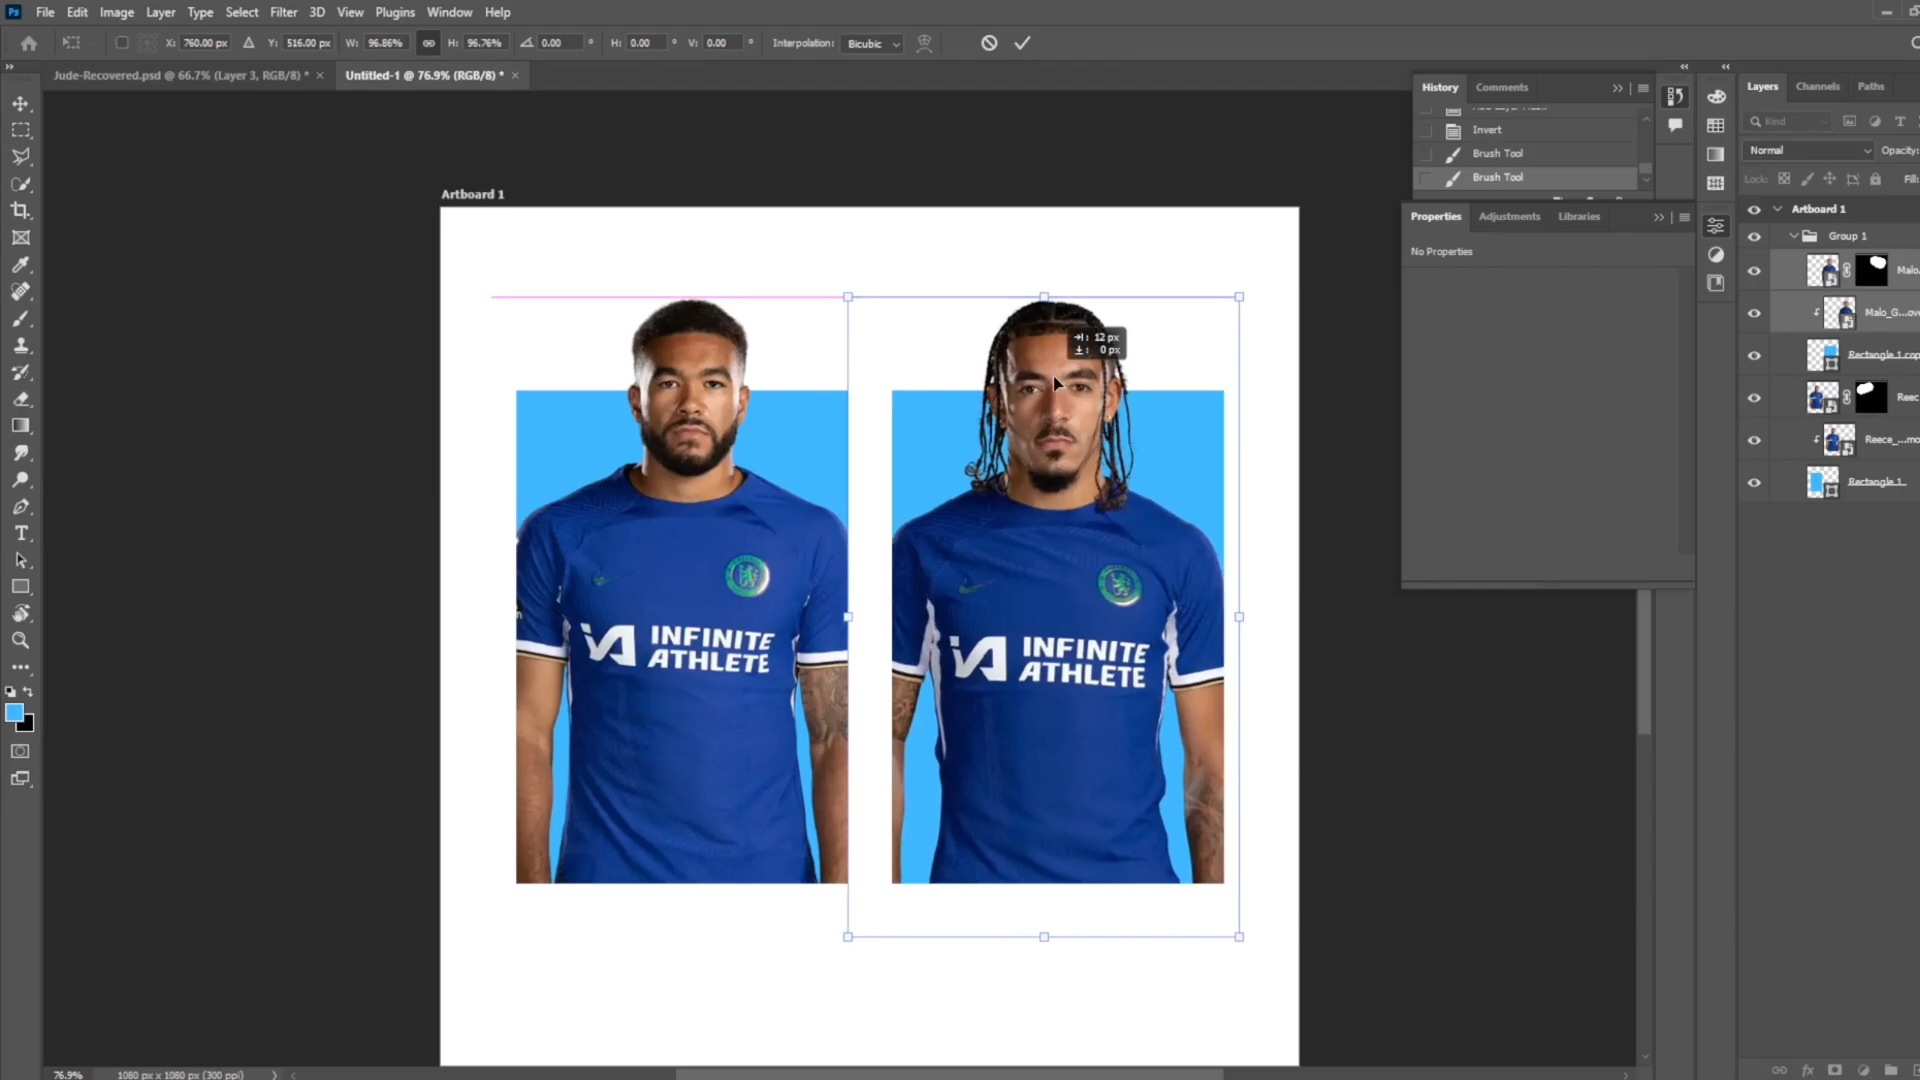 Ps File Edit Image Layer Type Select Filter 3D View Plugins Window Help
X: 760.00 px Y: 516.00 px W: 96.86% H: 96.76% 0.00 ° H: 0.00 ° V: 0.00 ° Interpolation: Bicubic
Jude-Recovered.psd @ 66.7% (Layer 3, RGB/8) * × Untitled-1 @ 76.9% (RGB/8) * ×
History Comments
Invert
Brush Tool
Brush Tool
Properties Adjustments Libraries
No Properties
Layers Channels Paths
Kind
Normal Opacity:
Lock: Fill:
Artboard 1
Group 1
Malo
Malo_G...ove
Rectangle 1 cop
Reec
Reece_...mo
Rectangle 1
Artboard 1
12 px
0 px
INFINITE
ATHLETE
INFINITE
ATHLETE
76.9% 1080 px x 1080 px (300 ppi)